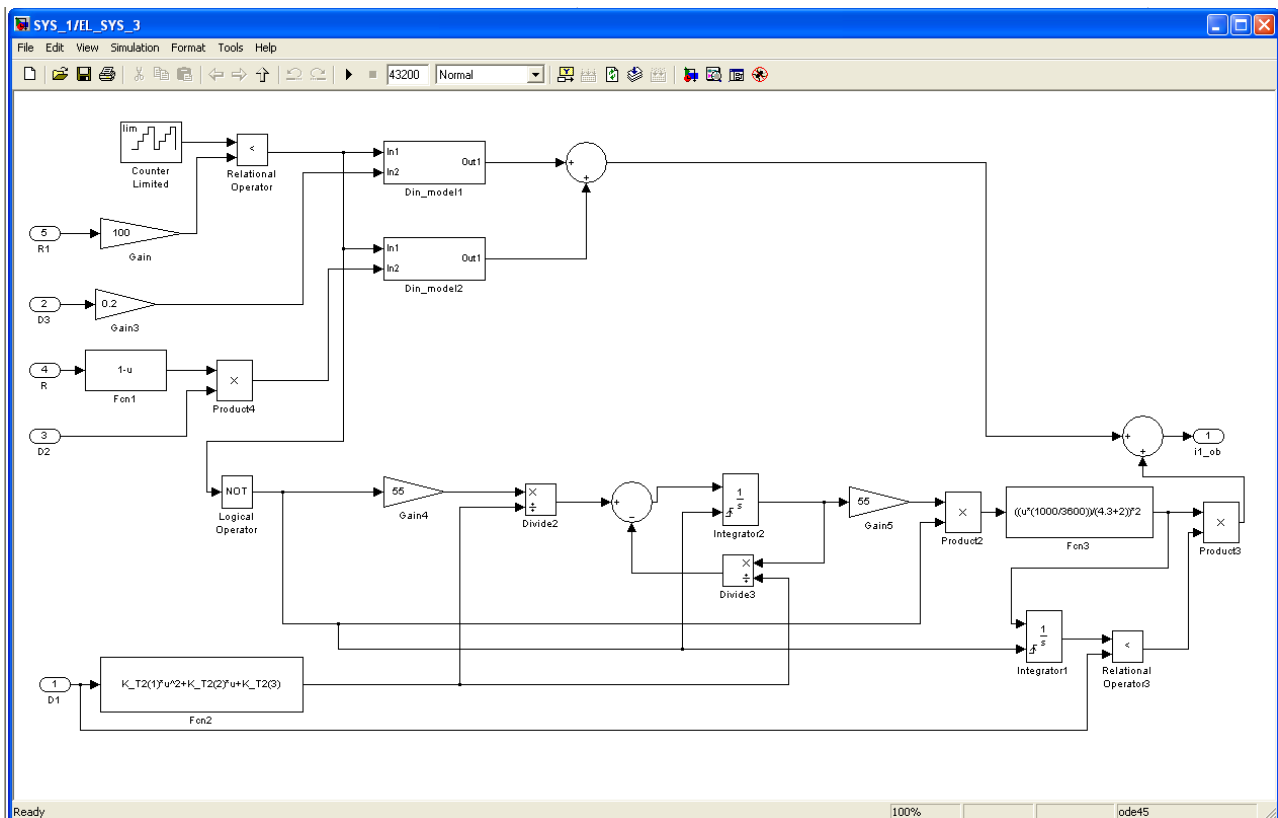 SYS_1/EL_SYS_3
File Edit View Simulation Format Tools Help
43200 Normal
lim
Counter
Limited
<
Relational
Operator
In1
In2
Out1
Din_model1
+
+
5
R1
100
Gain
In1
In2
Out1
Din_model2
2
D3
0.2
Gain3
4
R
1-u
Fcn1
×
Product4
3
D2
NOT
Logical
Operator
55
Gain4
×
÷
Divide2
+
−
1
s
Integrator2
×
÷
Divide3
55
Gain5
×
Product2
((u*(1000/3600))/(4.3+2))*2
Fcn3
×
Product3
+
+
1
i1_ob
1
s
Integrator1
<
Relational
Operator3
1
D1
K_T2(1)*u^2+K_T2(2)*u+K_T2(3)
Fcn2
Ready 100% ode45